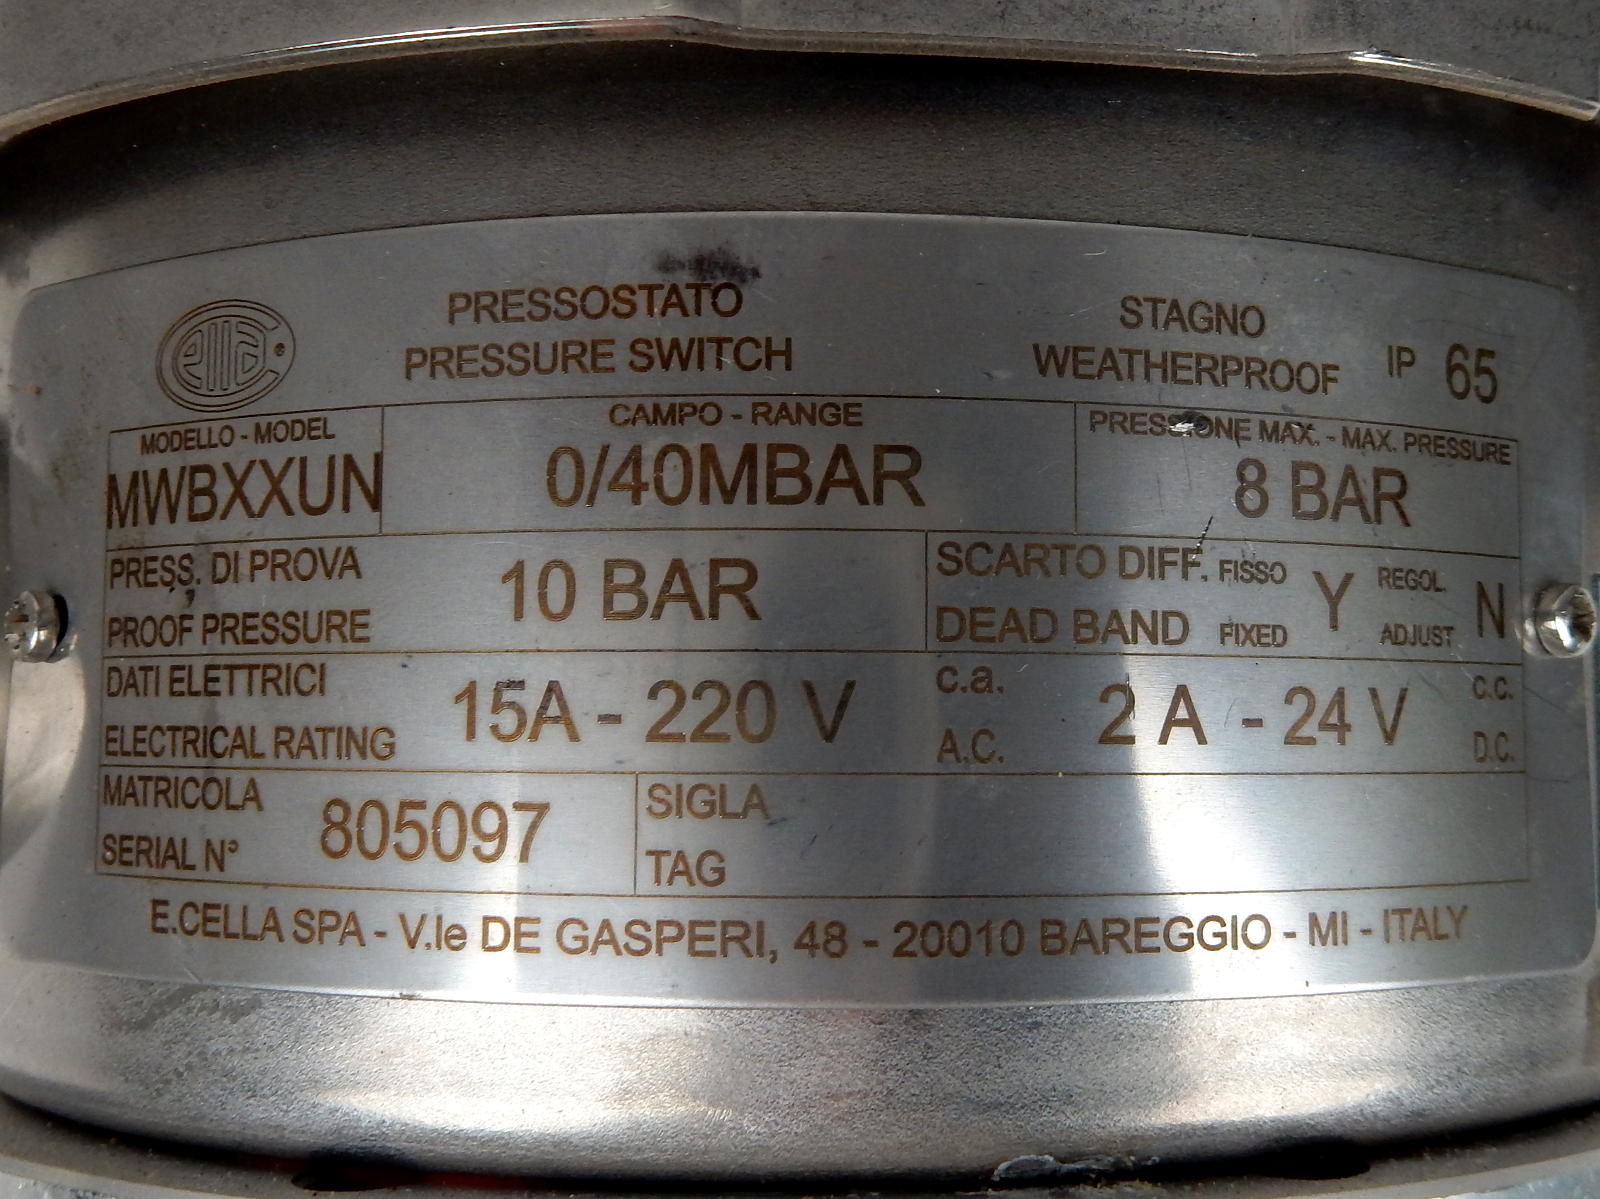 cella
PRESSOSTATO
PRESSURE SWITCH
STAGNO
WEATHERPROOF IP 65
MODELLO - MODEL
MWBXXUN
CAMPO - RANGE
0/40MBAR
PRESSIONE MAX. - MAX. PRESSURE
8 BAR
PRESS. DI PROVA
PROOF PRESSURE
10 BAR
SCARTO DIFF. FISSO
DEAD BAND FIXED
Y
REGOL.
ADJUST
N
DATI ELETTRICI
ELECTRICAL RATING
15A - 220 V
c.a.
A.C.
2 A - 24 V
c.c.
D.C.
MATRICOLA
SERIAL N°
805097
SIGLA
TAG
E.CELLA SPA - V.le DE GASPERI, 48 - 20010 BAREGGIO - MI - ITALY